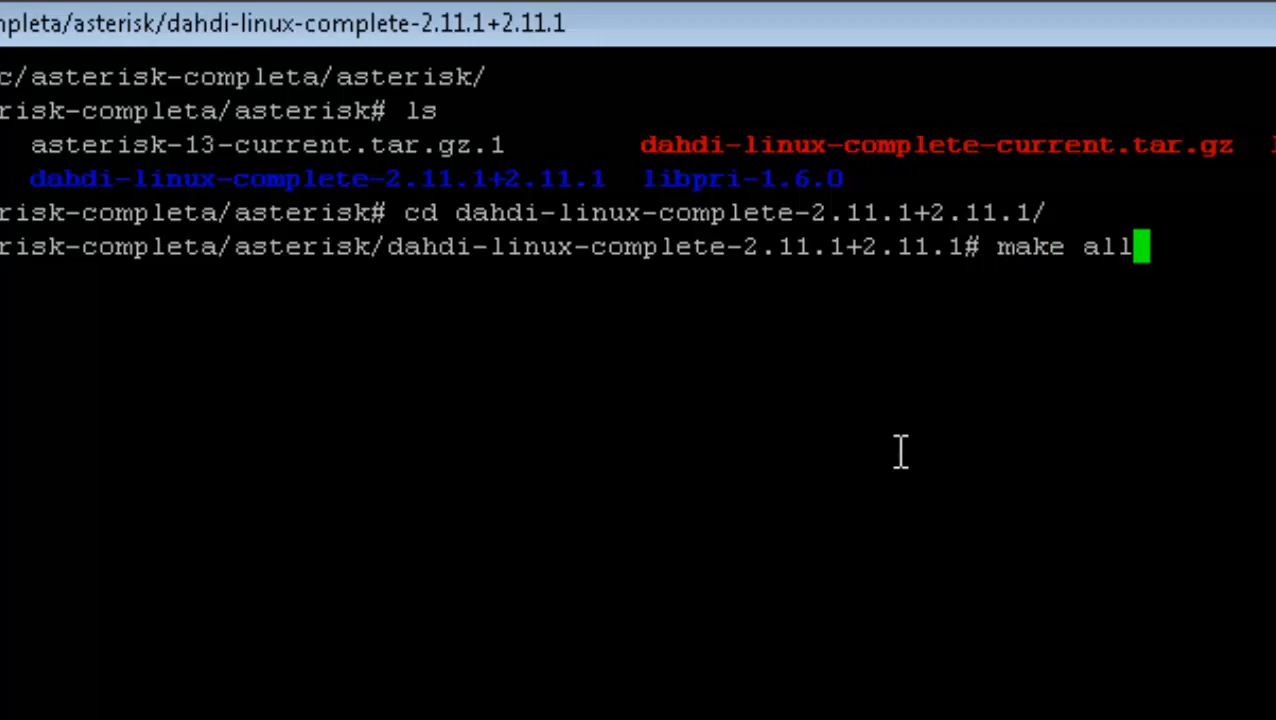 mpleta/asterisk/dahdi-linux-complete-2.11.1+2.11.1
c/asterisk-completa/asterisk/
risk-completa/asterisk# ls
asterisk-13-current.tar.gz.1 dahdi-linux-complete-current.tar.gz
dahdi-linux-complete-2.11.1+2.11.1 libpri-1.6.0
risk-completa/asterisk# cd dahdi-linux-complete-2.11.1+2.11.1/
risk-completa/asterisk/dahdi-linux-complete-2.11.1+2.11.1# make all